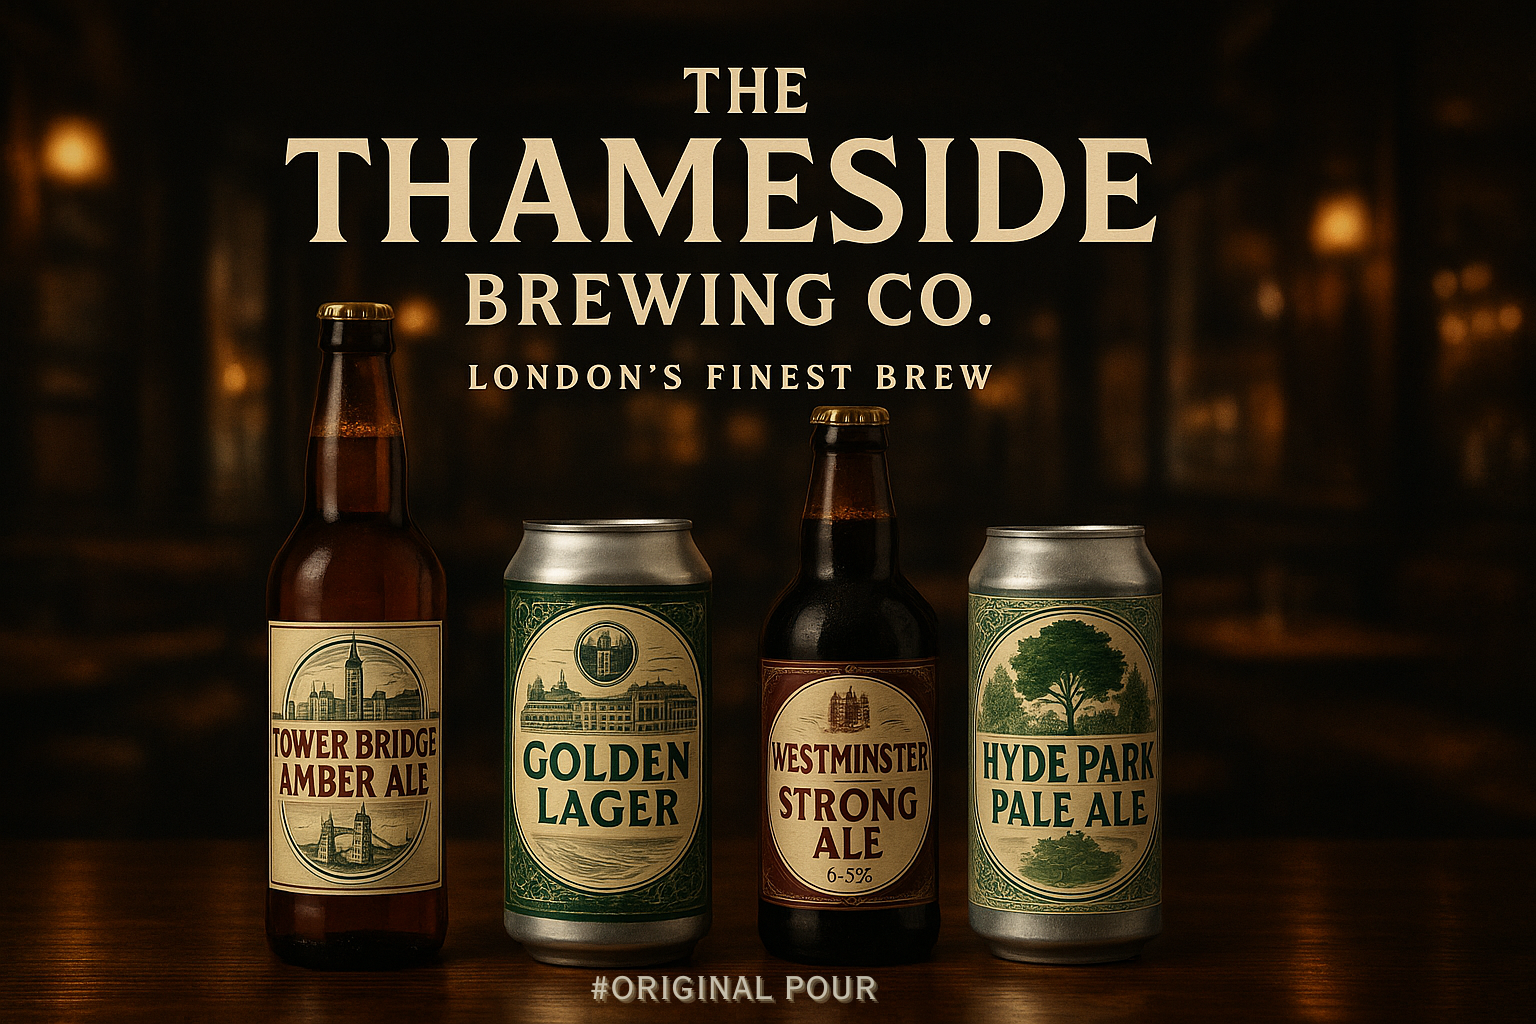 THE
THAMESIDE
BREWING CO.
LONDON'S FINEST BREW
TOWER BRIDGE
AMBER ALE
GOLDEN
LAGER
WESTMINSTER
STRONG
ALE
6-5%
HYDE PARK
PALE ALE
#ORIGINAL POUR